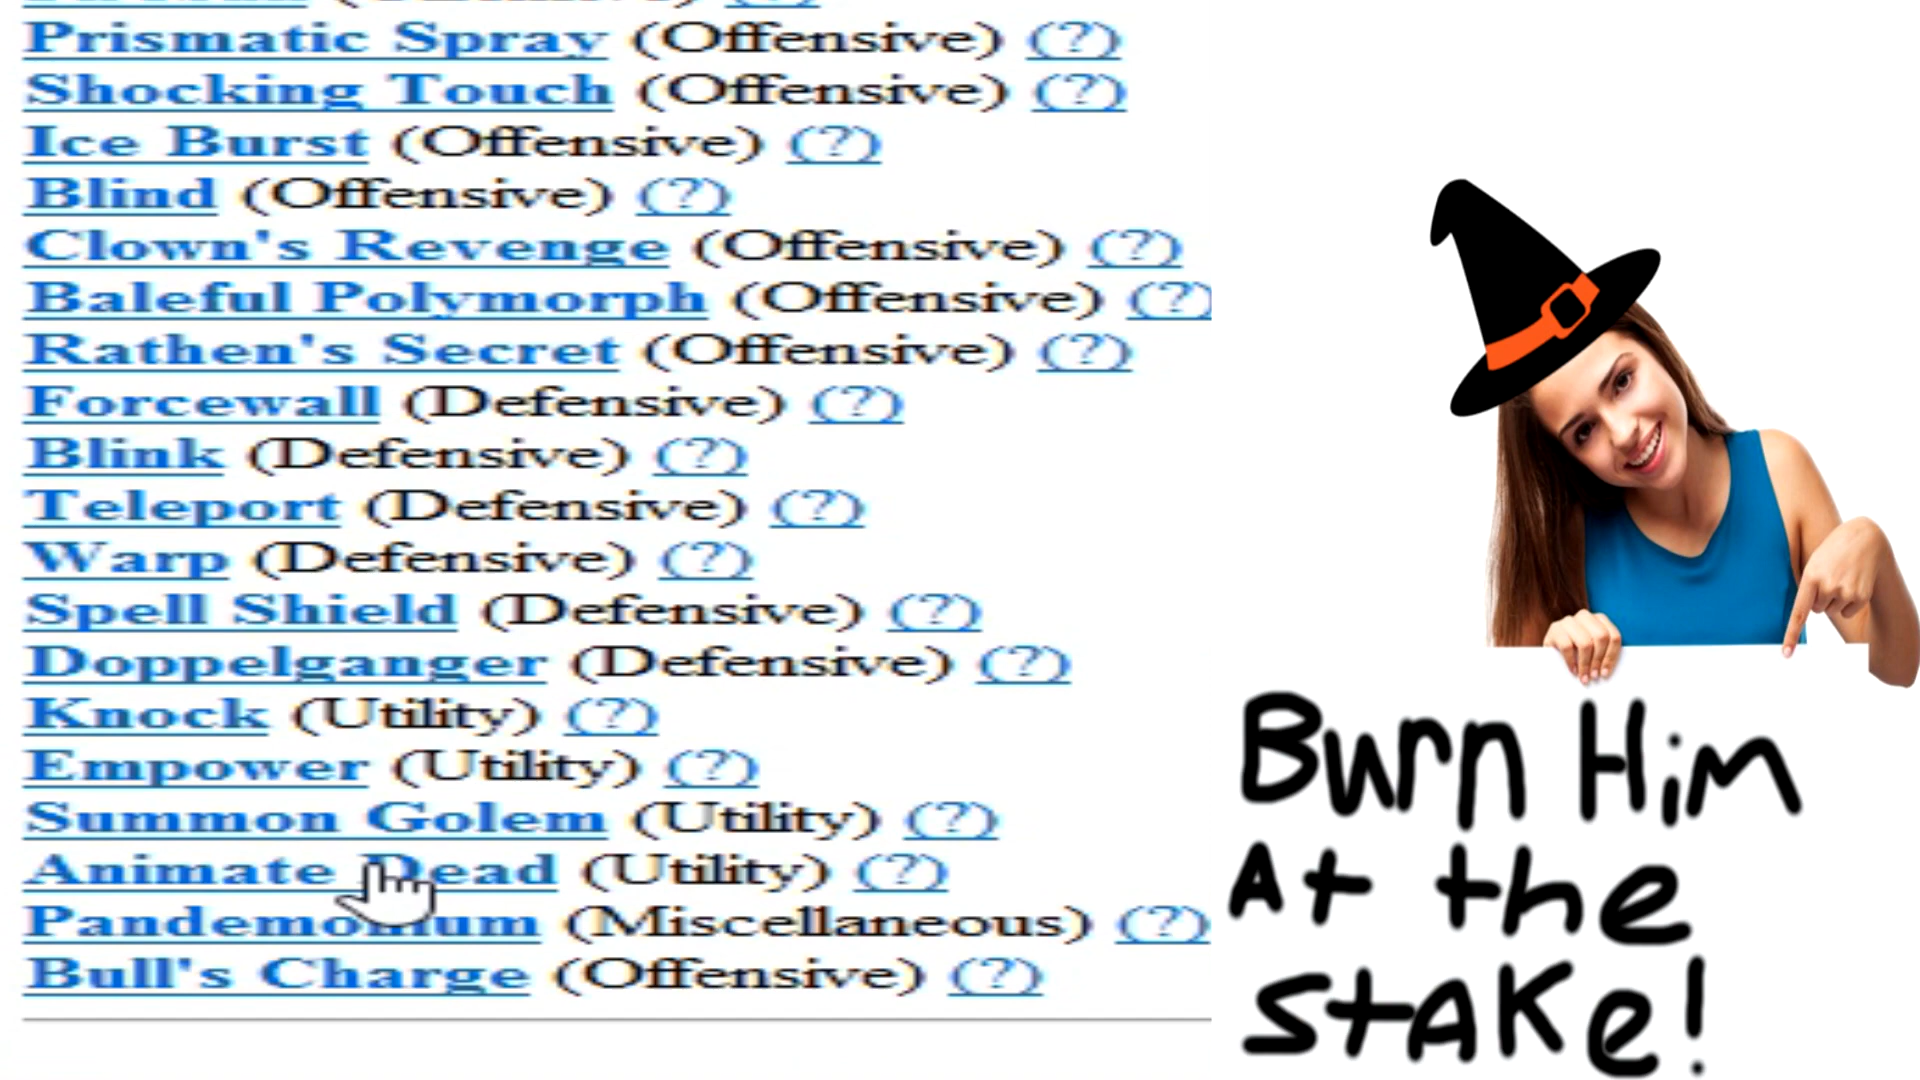 Prismatic Spray (Offensive) (?)
Shocking Touch (Offensive) (?)
Ice Burst (Offensive) (?)
Blind (Offensive) (?)
Clown's Revenge (Offensive) (?)
Baleful Polymorph (Offensive) (?)
Rathen's Secret (Offensive) (?)
Forcewall (Defensive) (?)
Blink (Defensive) (?)
Teleport (Defensive) (?)
Warp (Defensive) (?)
Spell Shield (Defensive) (?)
Doppelganger (Defensive) (?)
Knock (Utility) (?)
Empower (Utility) (?)
Summon Golem (Utility) (?)
Animate Dead (Utility) (?)
Pandemonium (Miscellaneous) (?)
Bull's Charge (Offensive) (?)
Burn Him
At the
STAKe!